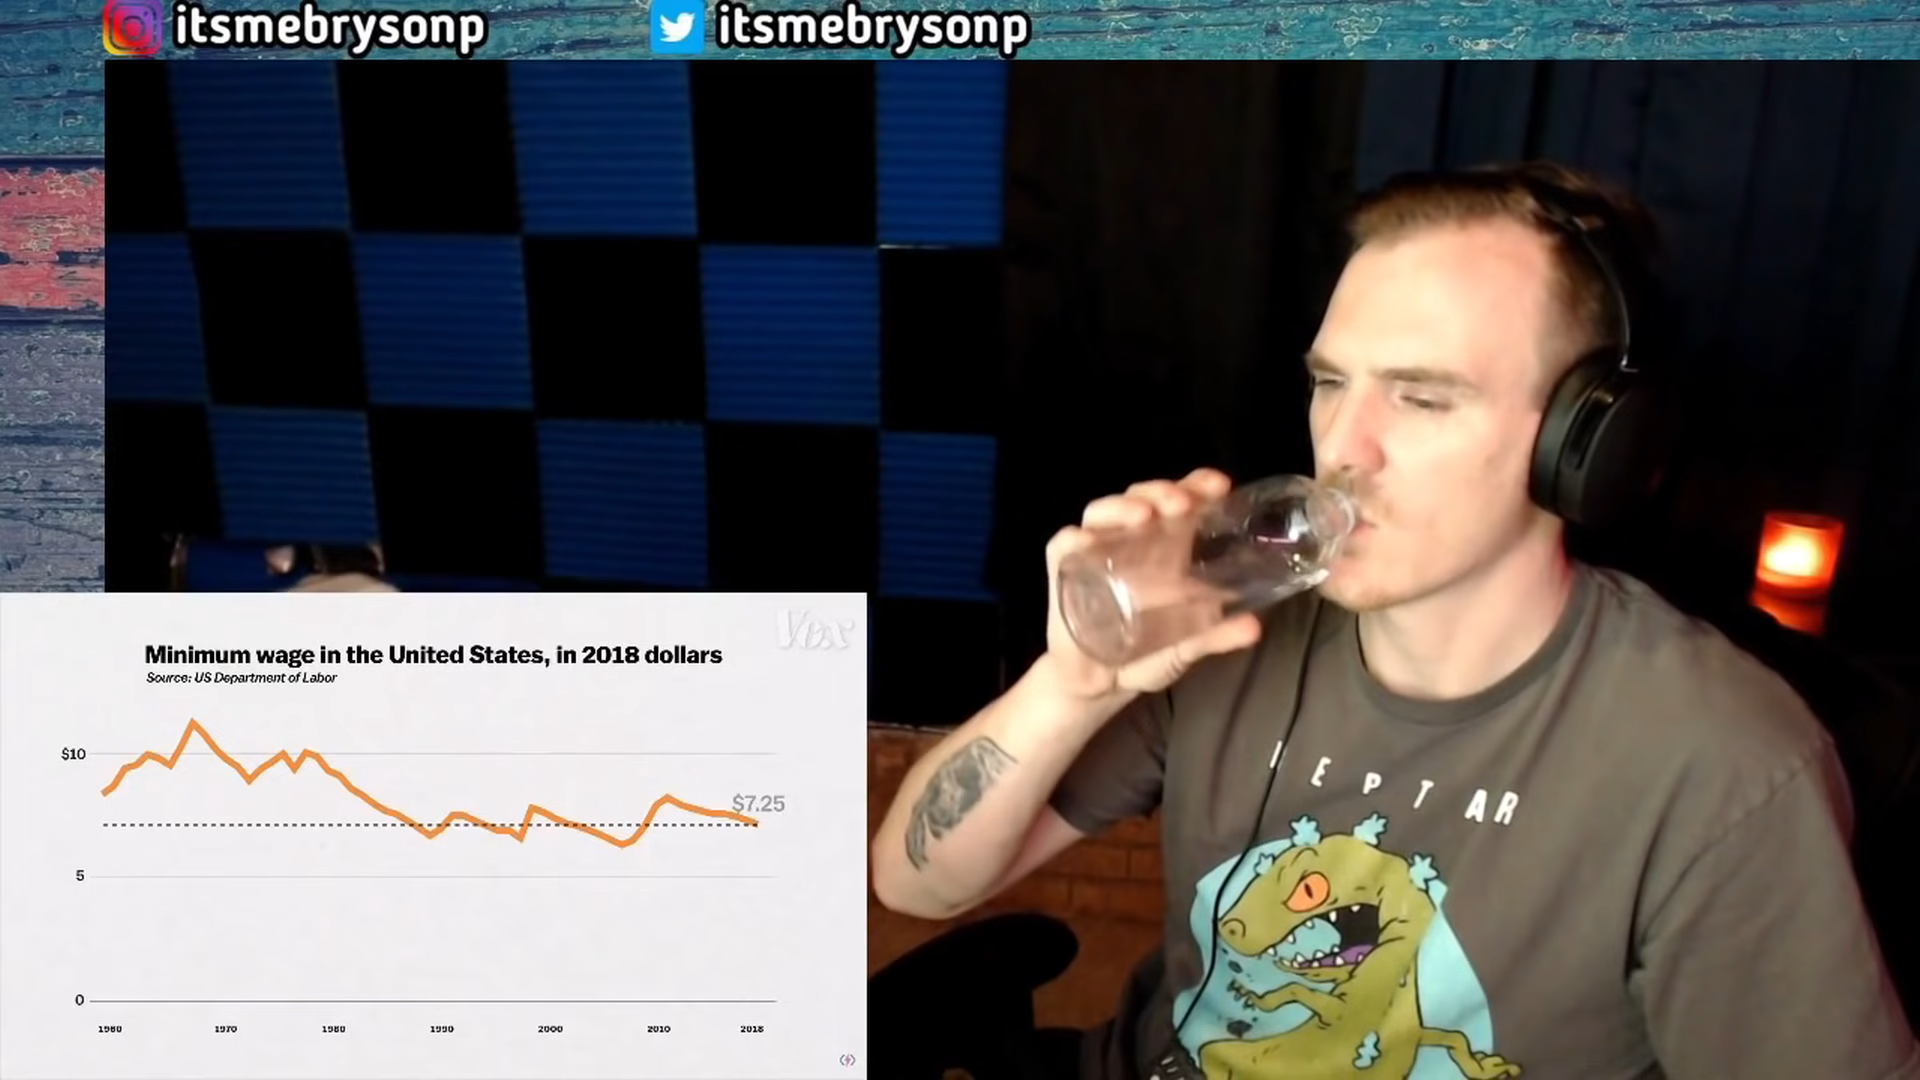 itsmebrysonp
itsmebrysonp
Vox
Minimum wage in the United States, in 2018 dollars
Source: US Department of Labor
$10
$7.25
5
0
1960
1970
1980
1990
2000
2010
2018
EPTAR